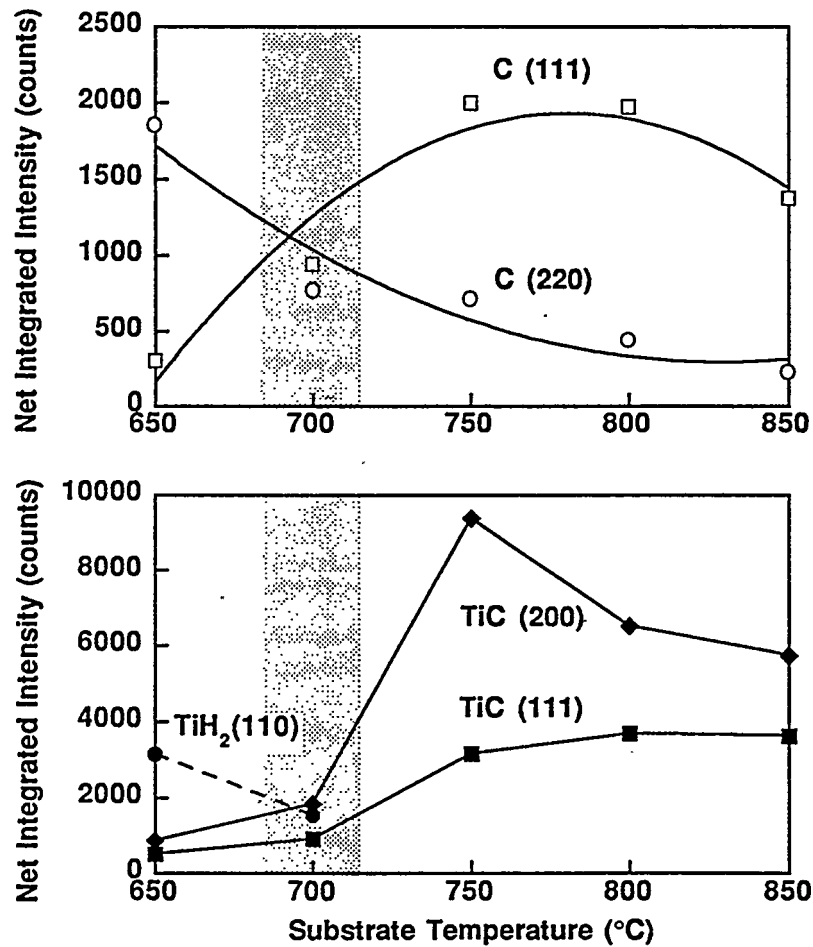 Net Integrated Intensity (counts)
2500
2000
1500
1000
500
0
C (111)
C (220)
650 700 750 800 850
Net Integrated Intensity (counts)
10000
8000
6000
4000
2000
0
TiC (200)
TiC (111)
TiH2(110)
650 700 750 800 850
Substrate Temperature (°C)